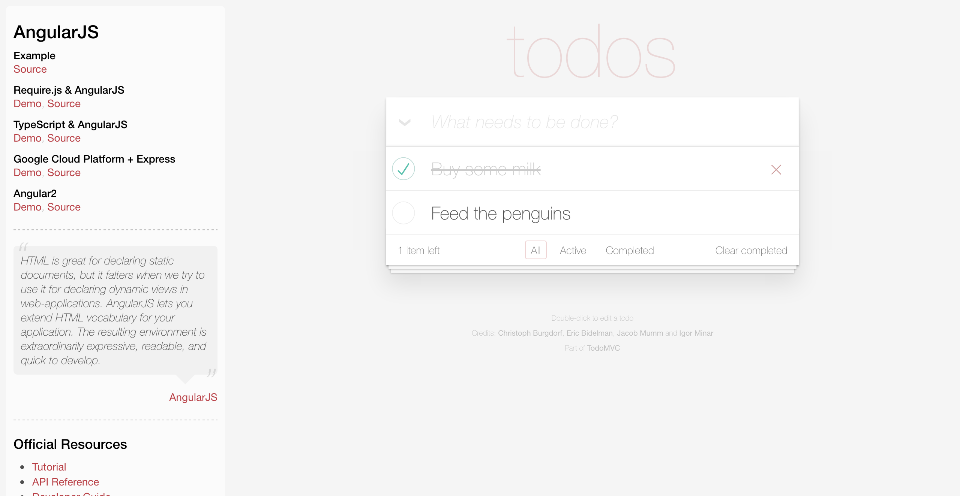 AngularJS
Example
Source
Require.js & AngularJS
Demo, Source
TypeScript & AngularJS
Demo, Source
Google Cloud Platform + Express
Demo, Source
Angular2
Demo, Source
“
HTML is great for declaring static
documents, but it falters when we try to
use it for declaring dynamic views in
web-applications. AngularJS lets you
extend HTML vocabulary for your
application. The resulting environment is
extraordinarily expressive, readable, and
quick to develop.
”
AngularJS
Official Resources
Tutorial
API Reference
Developer Guide
todos
What needs to be done?
Buy some milk
Feed the penguins
1 item left
All
Active
Completed
Clear completed
Double-click to edit a todo
Credits: Christoph Burgdorf, Eric Bidelman, Jacob Mumm and Igor Minar
Part of TodoMVC